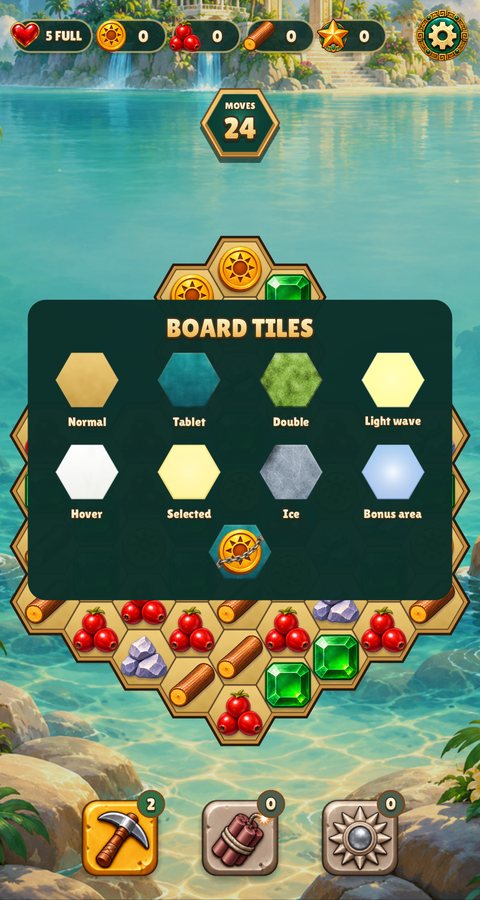 5 FULL 0 0 0 0
MOVES
24
BOARD TILES
Normal Tablet Double Light wave
Hover Selected Ice Bonus area
2 0 0